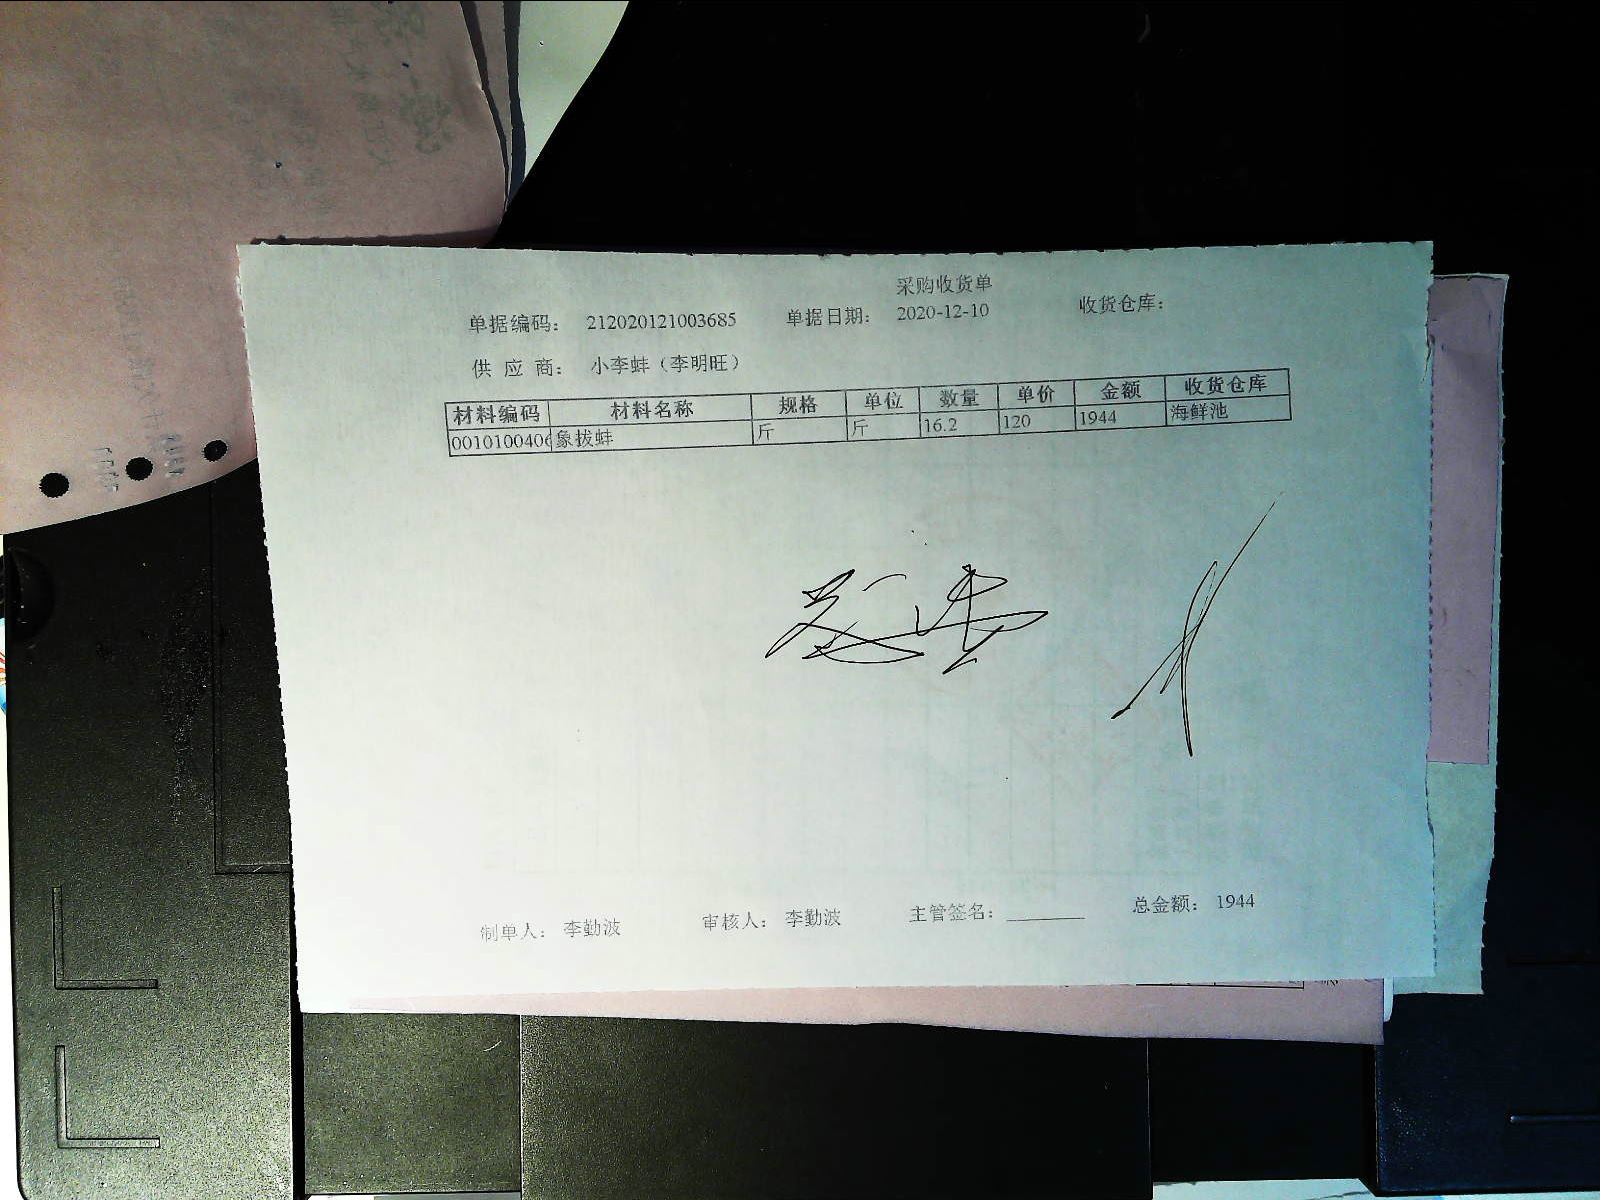 采购收货单
单据编码： 212020121003685 单据日期： 2020-12-10 收货仓库：
供 应 商： 小李蚌（李明旺）
材料编码 材料名称 规格 单位 数量 单价 金额 收货仓库
0010100406 象拔蚌 斤 斤 16.2 120 1944 海鲜池
制单人： 李勤波 审核人： 李勤波 主管签名： 总金额： 1944